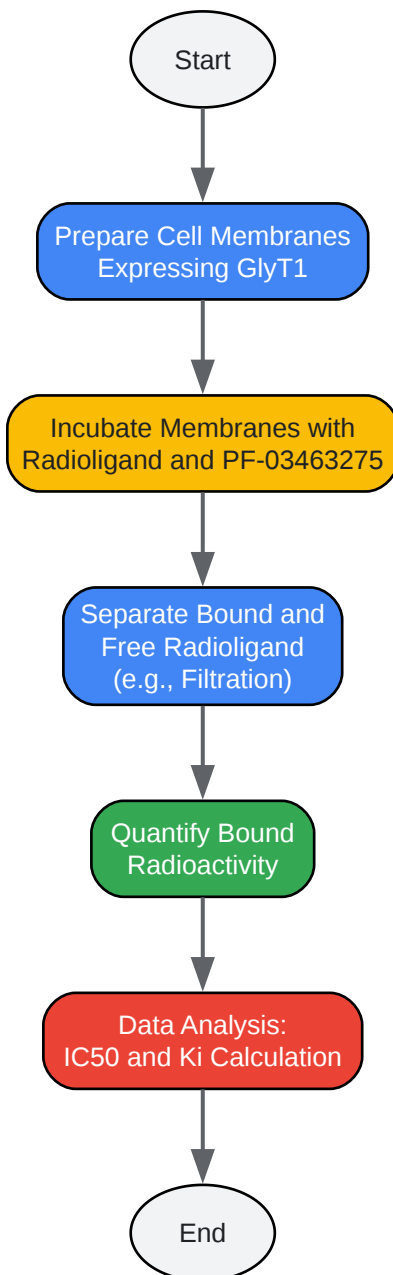 Start
Prepare Cell Membranes
Expressing GlyT1
Incubate Membranes with
Radioligand and PF-03463275
Separate Bound and
Free Radioligand
(e.g., Filtration)
Quantify Bound
Radioactivity
Data Analysis:
IC50 and Ki Calculation
End